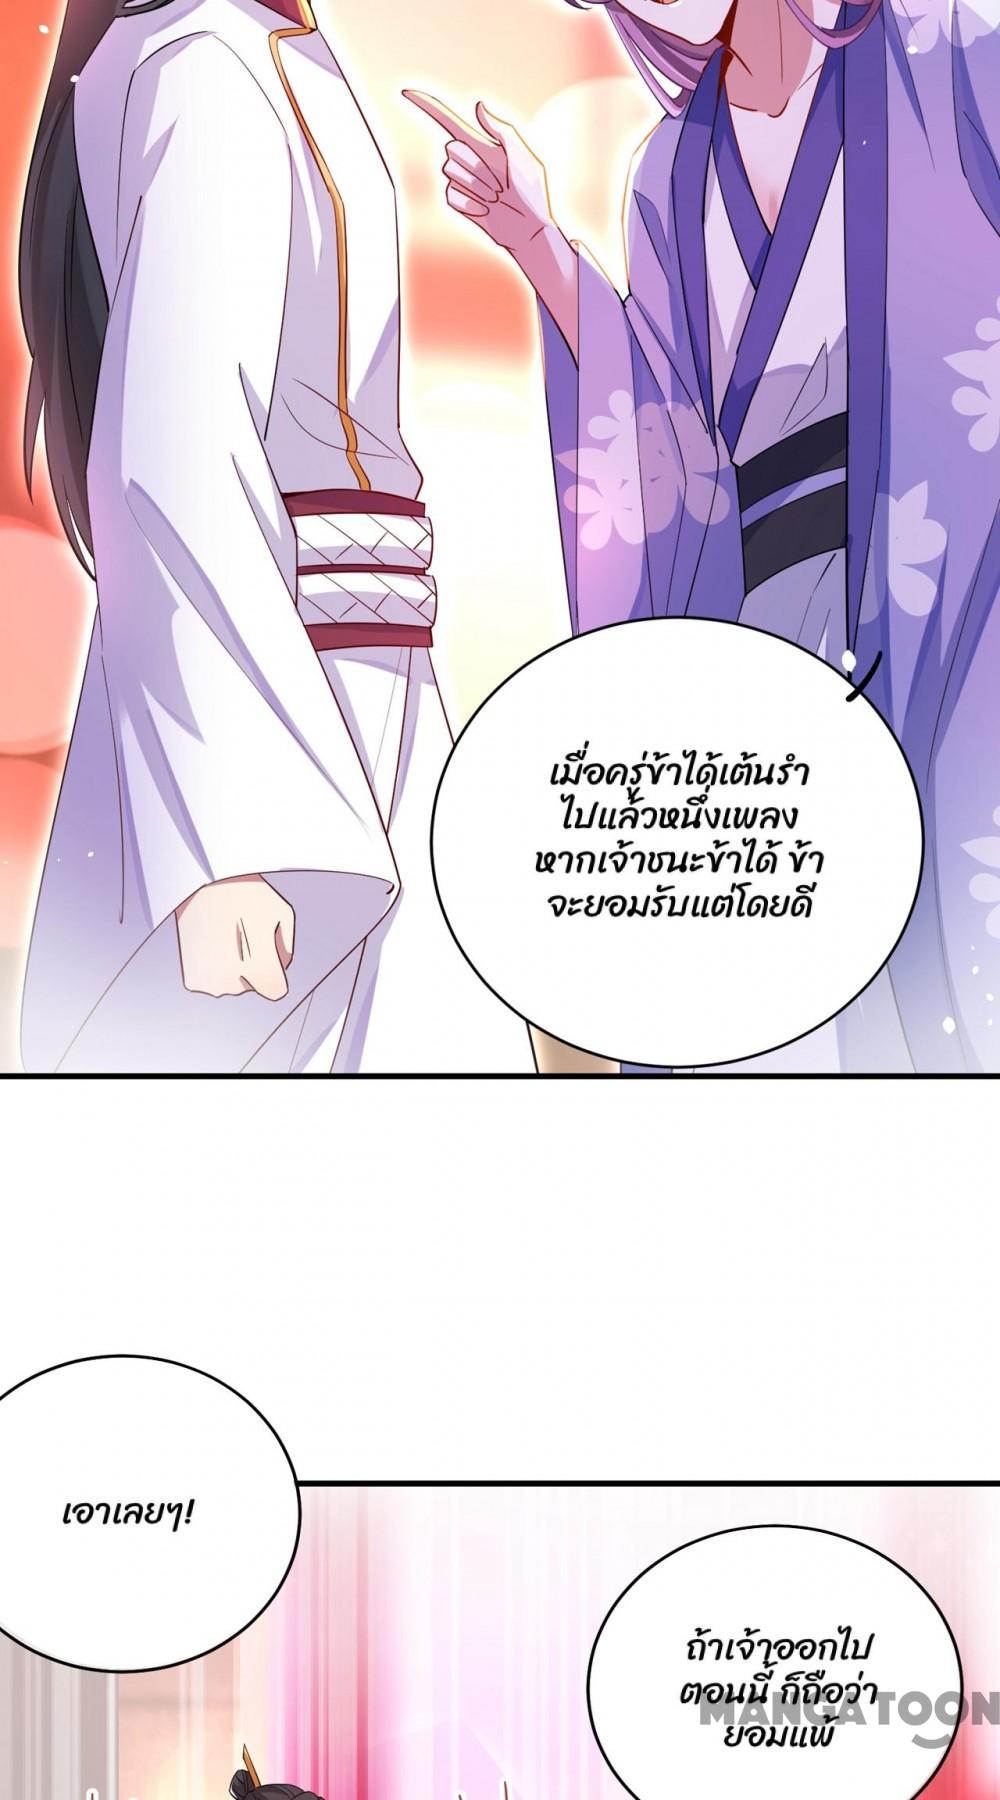 เมื่อครู่ข้าได้เต้นรำ
ไปแล้วหนึ่งเพลง
หากเจ้าชนะข้าได้ ข้า
จะยอมรับแต่โดยดี
เอาเลยๆ!
ถ้าเจ้าออกไป
ตอนนี้ ก็ถือว่า
ยอมแพ้
MANGATOON